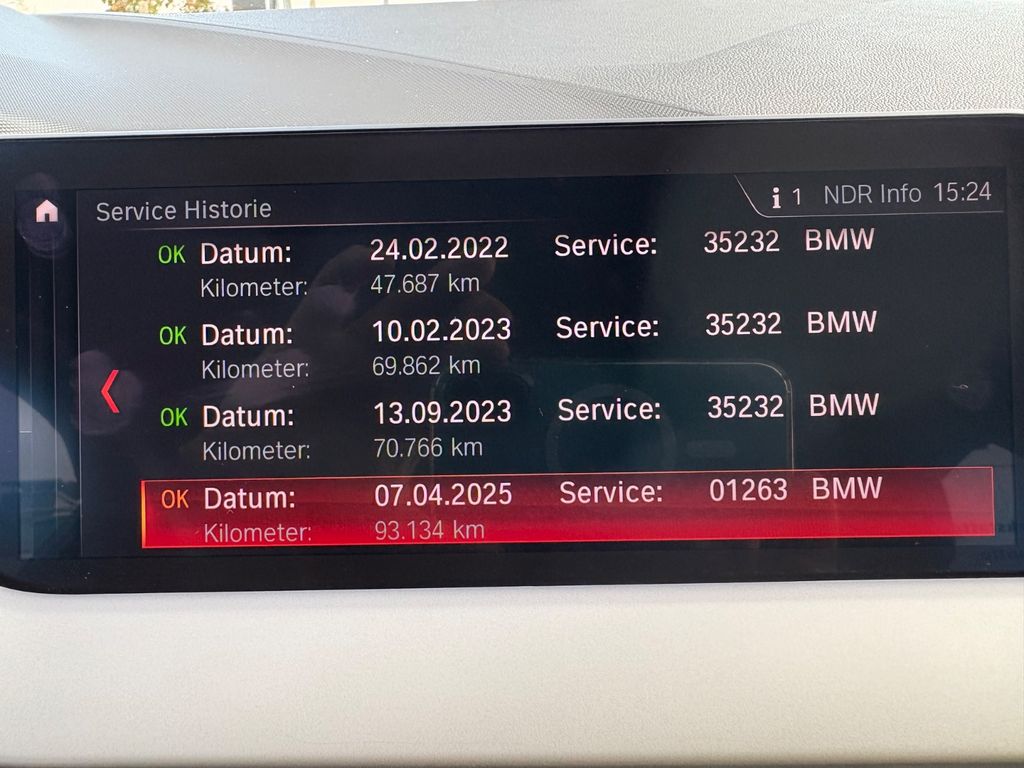 Service Historie
i 1 NDR Info 15:24
OK Datum: 24.02.2022 Service: 35232 BMW
Kilometer: 47.687 km
OK Datum: 10.02.2023 Service: 35232 BMW
Kilometer: 69.862 km
OK Datum: 13.09.2023 Service: 35232 BMW
Kilometer: 70.766 km
OK Datum: 07.04.2025 Service: 01263 BMW
Kilometer: 93.134 km